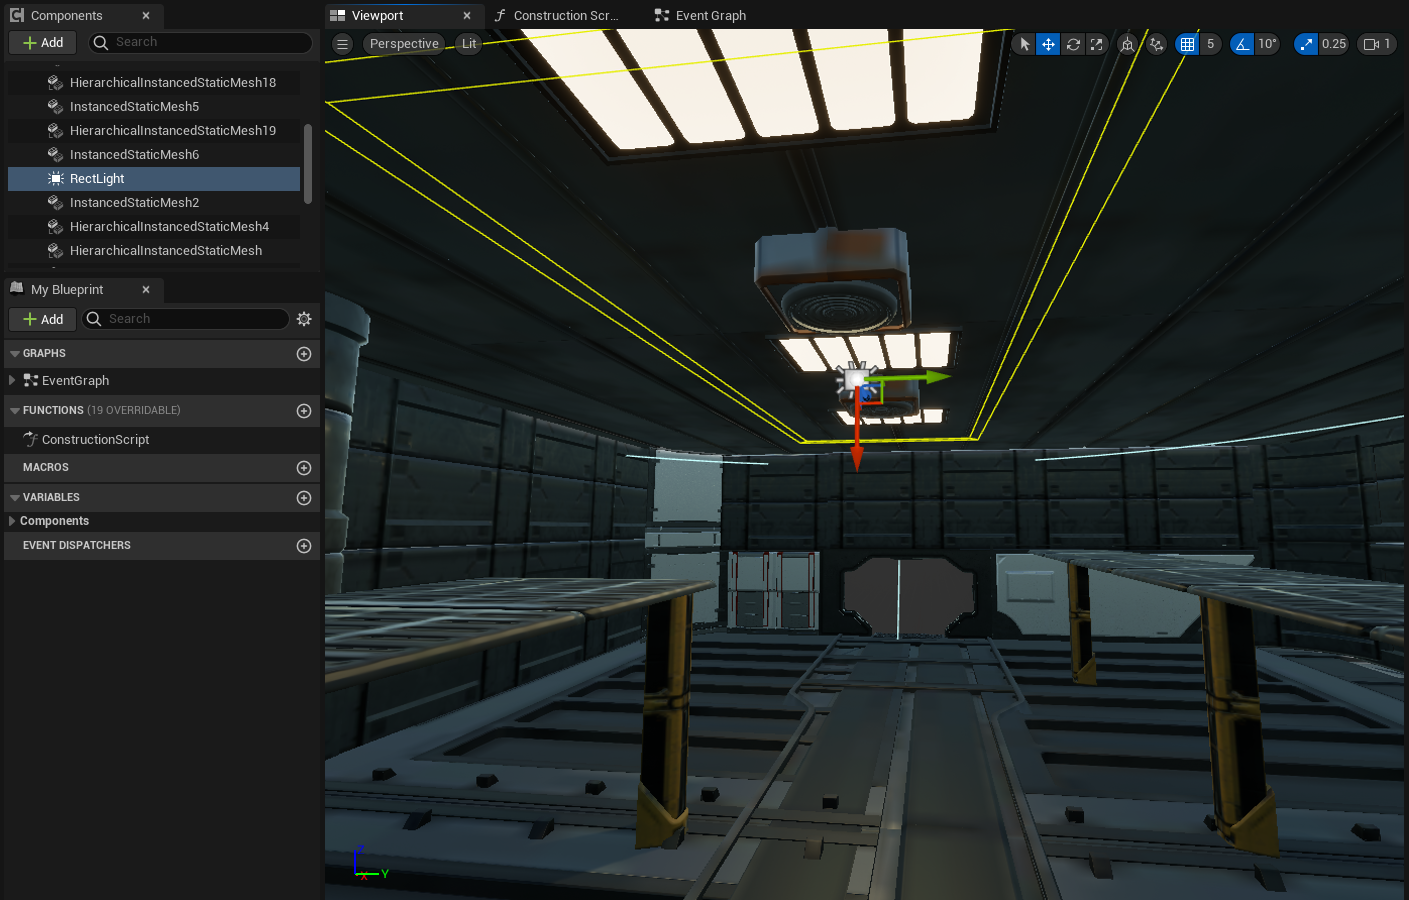 Components
Viewport
Construction Scr...
Event Graph
Add
Search
Perspective
Lit
5
10°
0.25
1
HierarchicalInstancedStaticMesh18
InstancedStaticMesh5
HierarchicalInstancedStaticMesh19
InstancedStaticMesh6
RectLight
InstancedStaticMesh2
HierarchicalInstancedStaticMesh4
HierarchicalInstancedStaticMesh
My Blueprint
Add
Search
GRAPHS
EventGraph
FUNCTIONS (19 OVERRIDABLE)
ConstructionScript
MACROS
VARIABLES
Components
EVENT DISPATCHERS
Z
X
Y